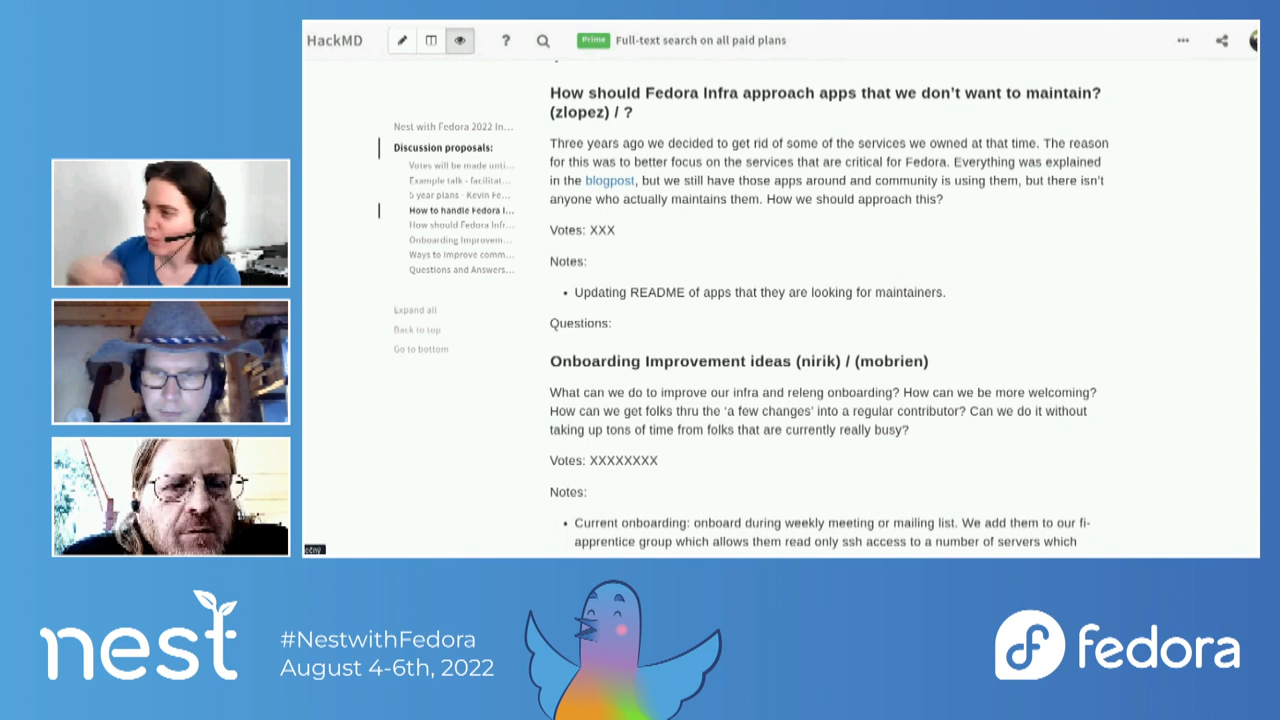 HackMD
?
Prime Full-text search on all paid plans
Nest with Fedora 2022 In...
Discussion proposals:
Votes will be made unti...
Example talk - facilitat...
5 year plans - Kevin Fe...
How to handle Fedora I...
How should Fedora Infr...
Onboarding Improvem...
Ways to improve comm...
Questions and Answers...
Expand all
Back to top
Go to bottom
How should Fedora Infra approach apps that we don't want to maintain?
(zlopez) / ?
Three years ago we decided to get rid of some of the services we owned at that time. The reason
for this was to better focus on the services that are critical for Fedora. Everything was explained
in the blogpost, but we still have those apps around and community is using them, but there isn't
anyone who actually maintains them. How we should approach this?
Votes: XXX
Notes:
• Updating README of apps that they are looking for maintainers.
Questions:
Onboarding Improvement ideas (nirik) / (mobrien)
What can we do to improve our infra and releng onboarding? How can we be more welcoming?
How can we get folks thru the 'a few changes' into a regular contributor? Can we do it without
taking up tons of time from folks that are currently really busy?
Votes: XXXXXXXX
Notes:
• Current onboarding: onboard during weekly meeting or mailing list. We add them to our fi-
apprentice group which allows them read only ssh access to a number of servers which
nest
#NestwithFedora
August 4-6th, 2022
fedora